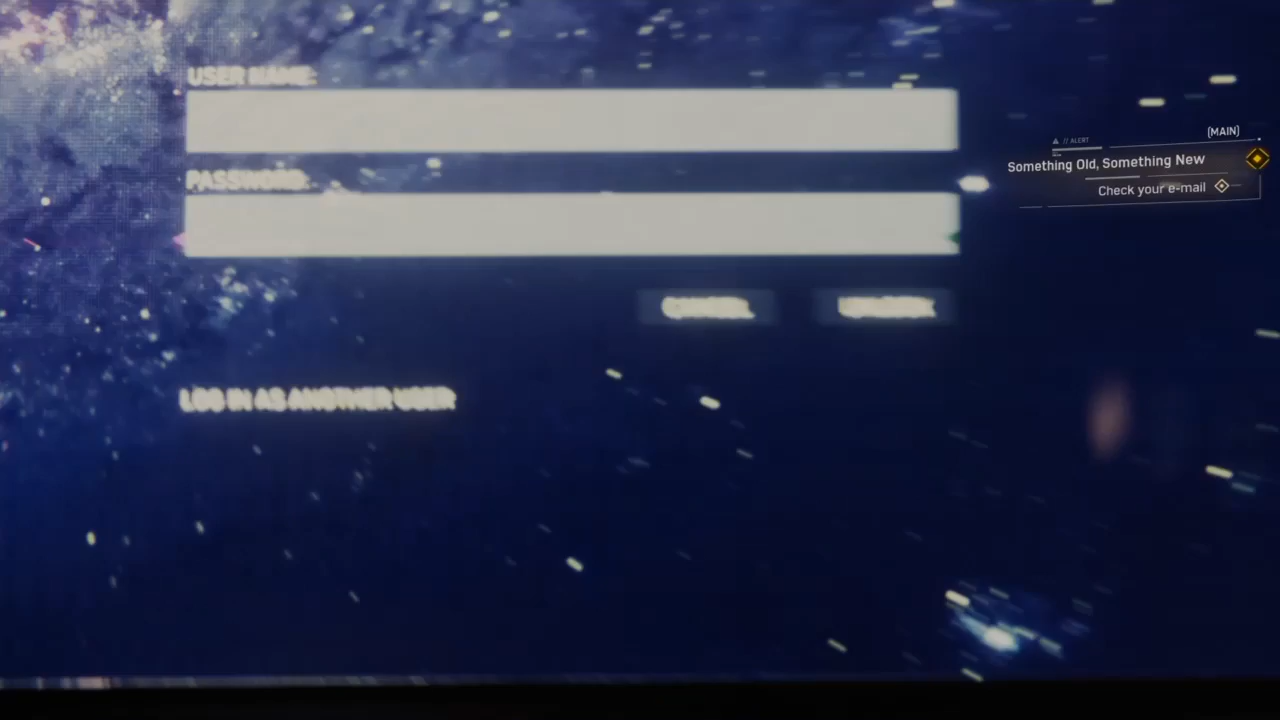 USER NAME:
(MAIN)
// ALERT
Something Old, Something New
PASSWORD:
Check your e-mail
CANCEL
LOG IN AS ANOTHER USER